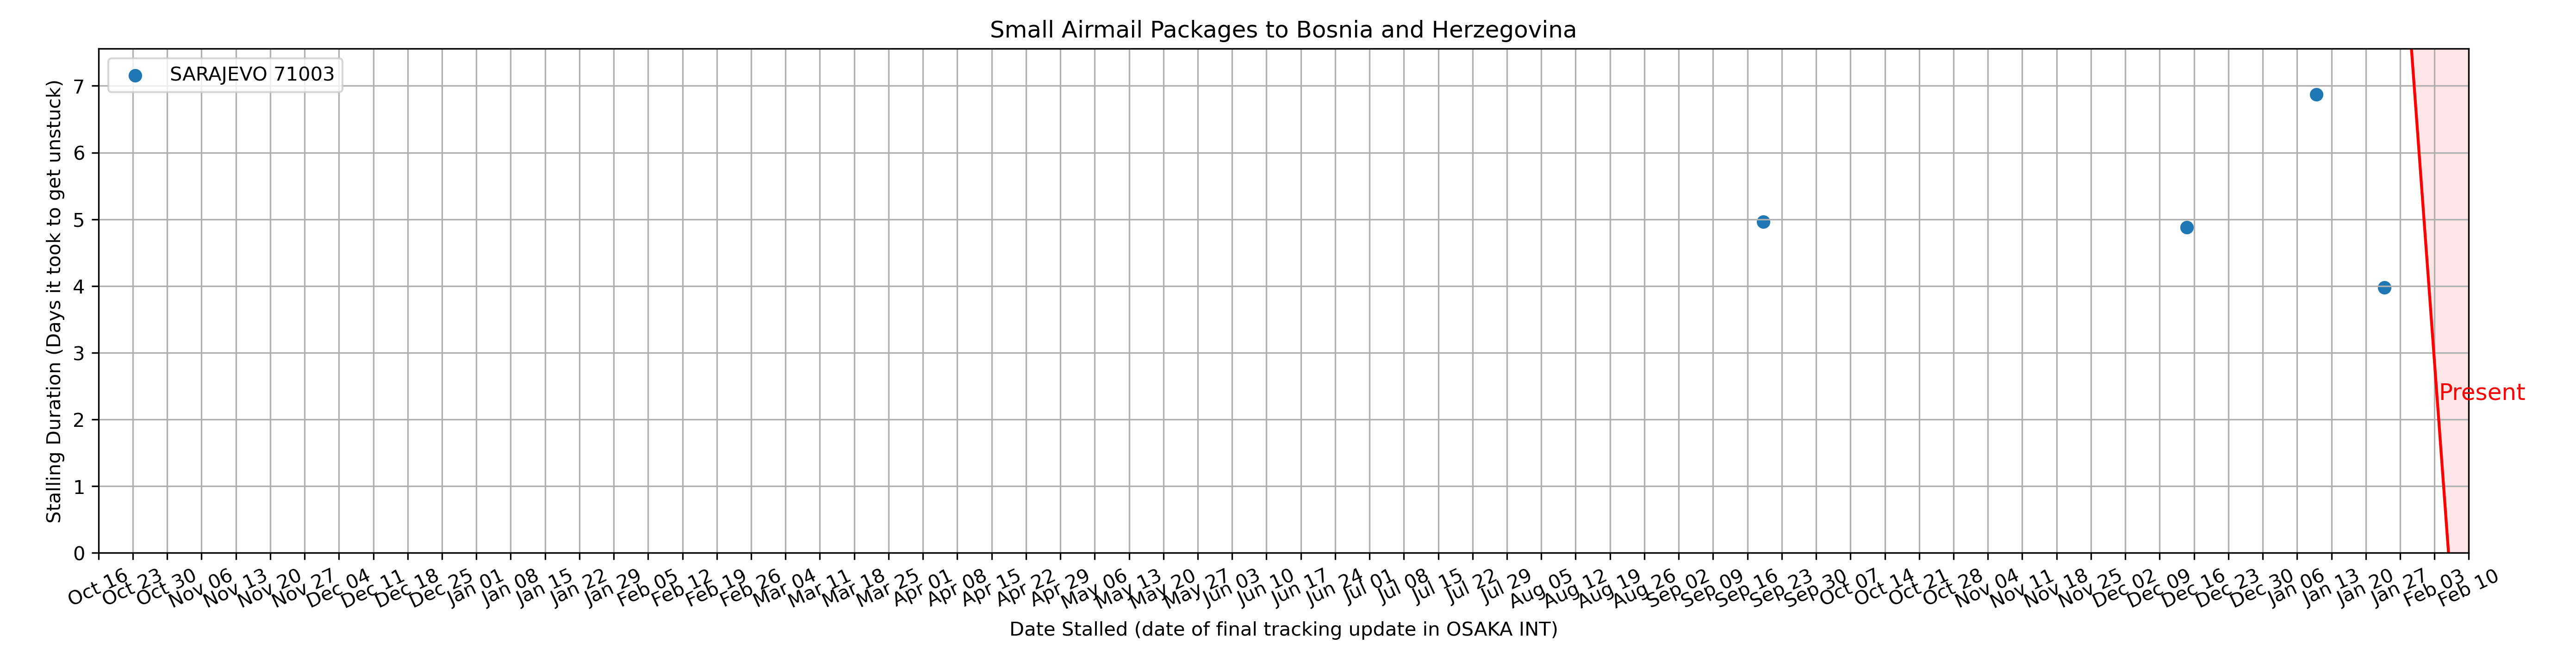 Small Airmail Packages to Bosnia and Herzegovina
SARAJEVO 71003
Stalling Duration (Days it took to get unstuck)
7
6
5
4
3
2
1
0
Present
Oct 16 Oct 23 Oct 30 Nov 06 Nov 13 Nov 20 Nov 27 Dec 04 Dec 11 Dec 18 Dec 25 Jan 01 Jan 08 Jan 15 Jan 22 Jan 29 Feb 05 Feb 12 Feb 19 Feb 26 Mar 04 Mar 11 Mar 18 Mar 25 Apr 01 Apr 08 Apr 15 Apr 22 Apr 29 May 06 May 13 May 20 May 27 Jun 03 Jun 10 Jun 17 Jun 24 Jul 01 Jul 08 Jul 15 Jul 22 Jul 29 Aug 05 Aug 12 Aug 19 Aug 26 Sep 02 Sep 09 Sep 16 Sep 23 Sep 30 Oct 07 Oct 14 Oct 21 Oct 28 Nov 04 Nov 11 Nov 18 Nov 25 Dec 02 Dec 09 Dec 16 Dec 23 Dec 30 Jan 06 Jan 13 Jan 20 Jan 27 Feb 03 Feb 10
Date Stalled (date of final tracking update in OSAKA INT)